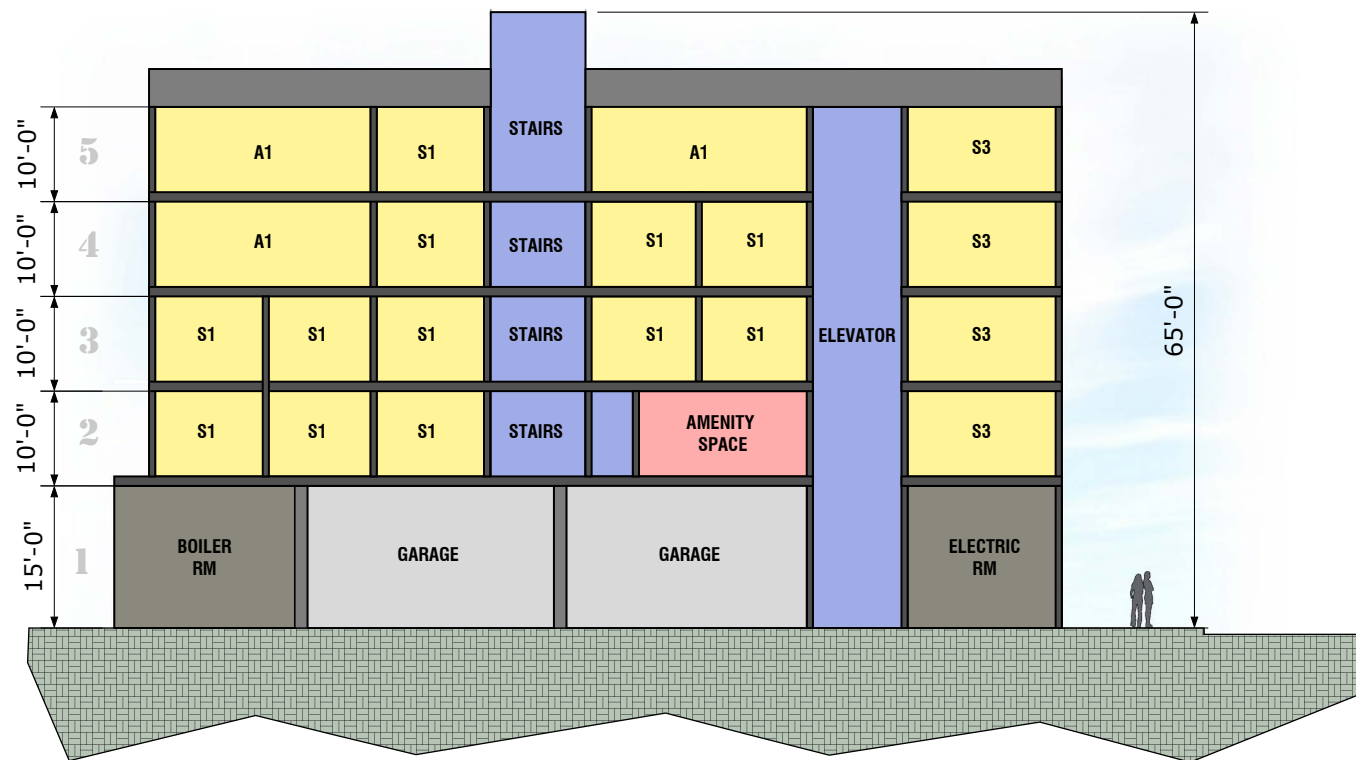 STAIRS
10'-0"
5
A1
S1
A1
S3
10'-0"
4
A1
S1
STAIRS
S1
S1
S3
65'-0"
10'-0"
3
S1
S1
S1
STAIRS
S1
S1
ELEVATOR
S3
10'-0"
2
S1
S1
S1
STAIRS
AMENITY
SPACE
S3
15'-0"
1
BOILER
RM
GARAGE
GARAGE
ELECTRIC
RM